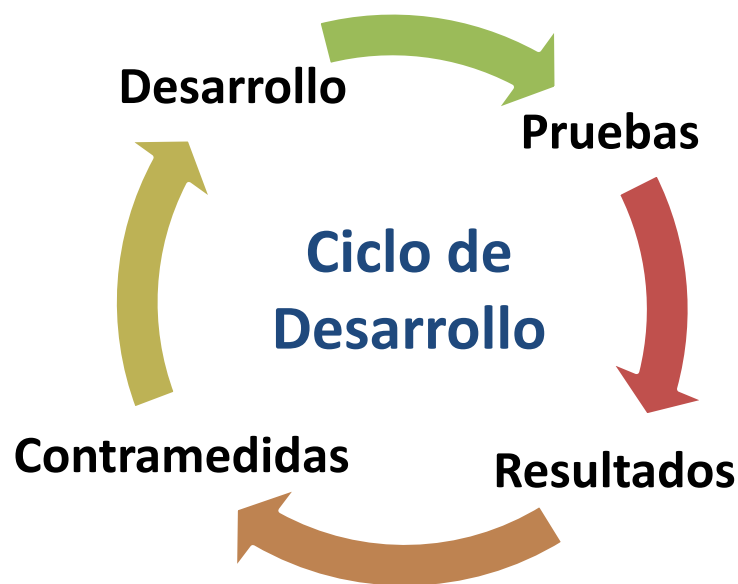 Desarrollo
Pruebas
Ciclo de
Desarrollo
Contramedidas
Resultados